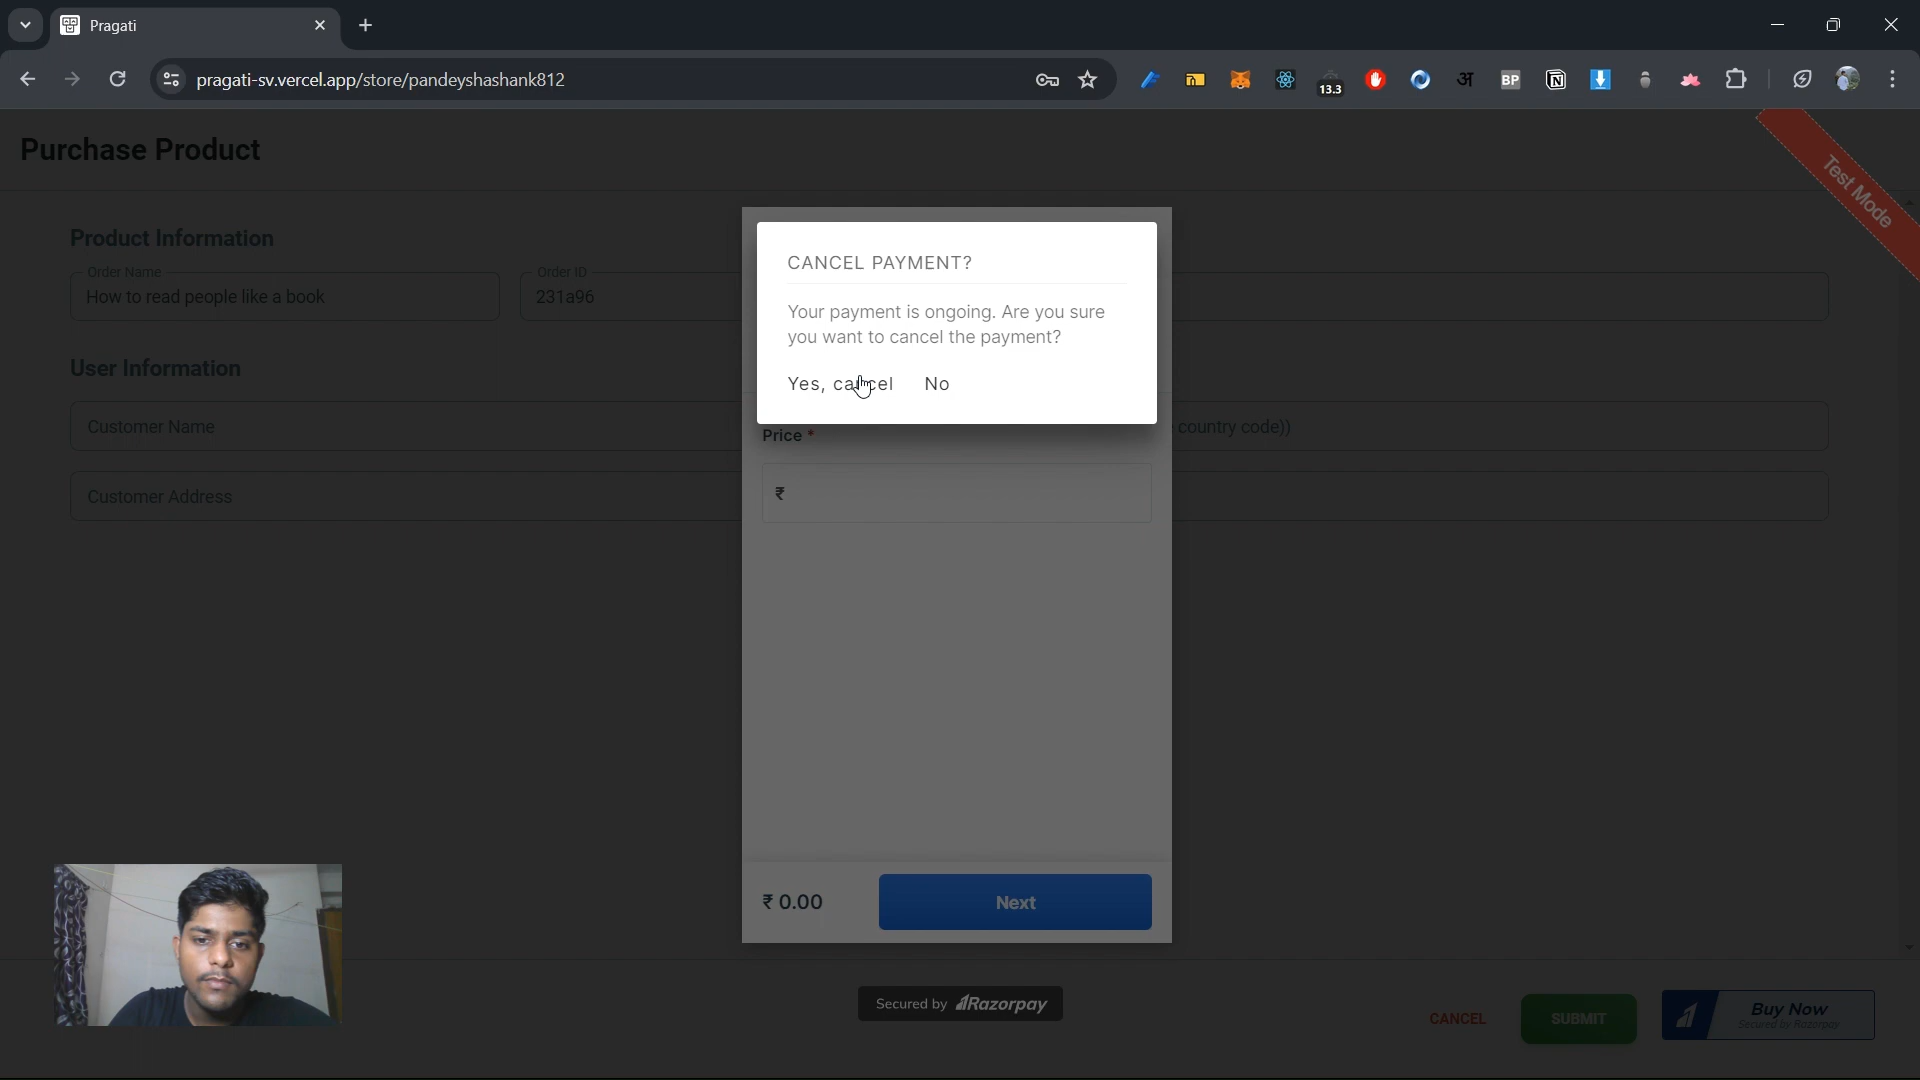 Pragati
pragati-sv.vercel.app/store/pandeyshashank812
13.3
अ
BP
Purchase Product
Test Mode
Product Information
Order Name
How to read people like a book
Order ID
231a96
User Information
Customer Name
country code))
Customer Address
CANCEL PAYMENT?
Your payment is ongoing. Are you sure
you want to cancel the payment?
Yes, cancel No
Price *
₹
₹ 0.00
Next
Secured by Razorpay
CANCEL
SUBMIT
Buy Now
Secured by Razorpay